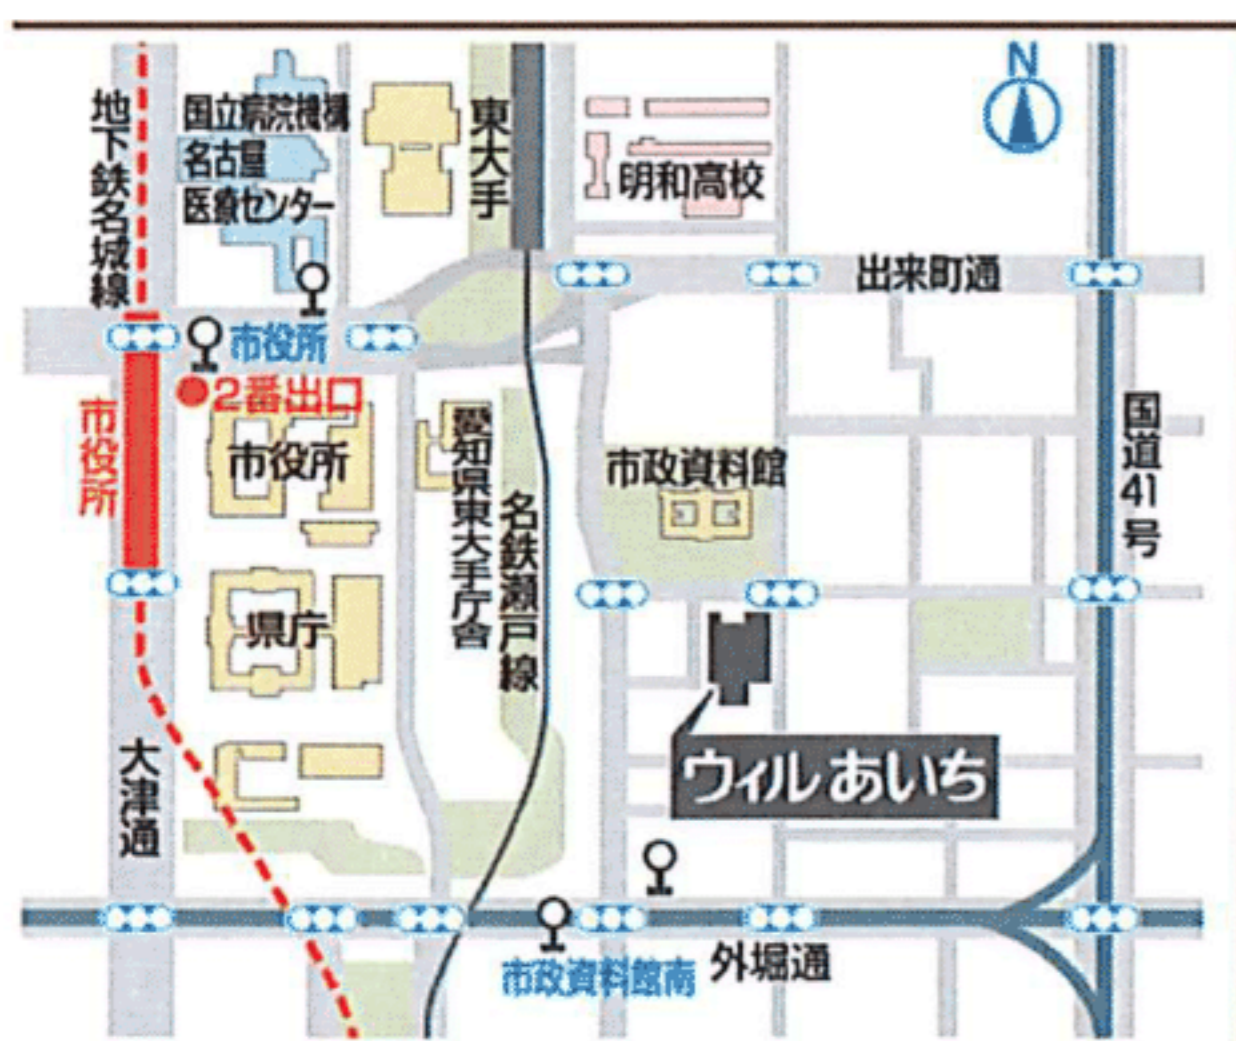 N
地下鉄名城線
国立病院機構
名古屋
医療センター
東大手
明和高校
出来町通
市役所
2番出口
市役所
市役所
愛知県東大手庁舎
名鉄瀬戸線
市政資料館
国道41号
県庁
ウィルあいち
大津通
市政資料館南
外堀通